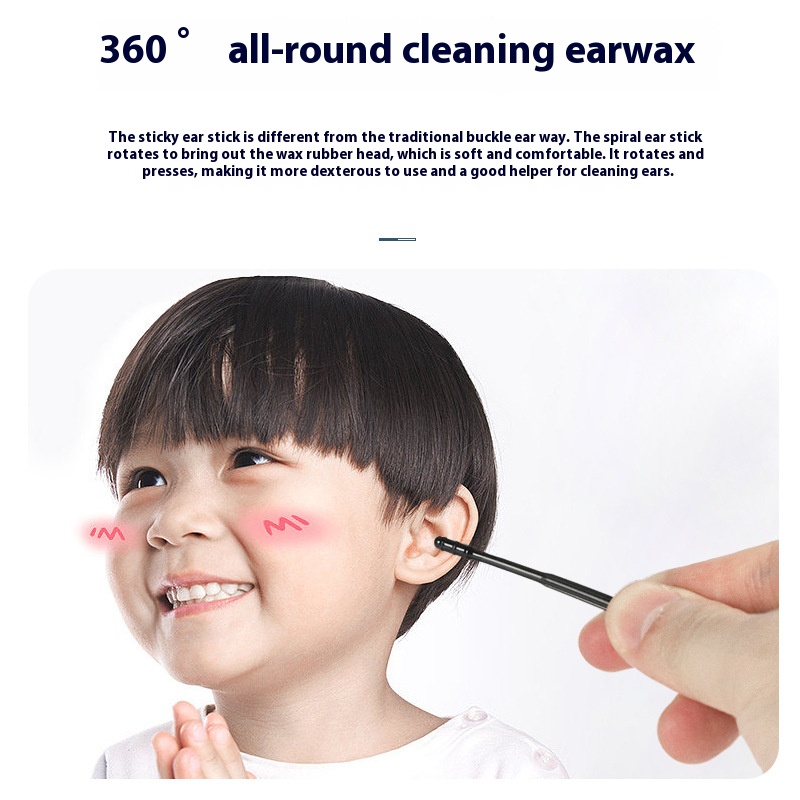 360° all-round cleaning earwax
The sticky ear stick is different from the traditional buckle ear way. The spiral ear stick
rotates to bring out the wax rubber head, which is soft and comfortable. It rotates and
presses, making it more dexterous to use and a good helper for cleaning ears.